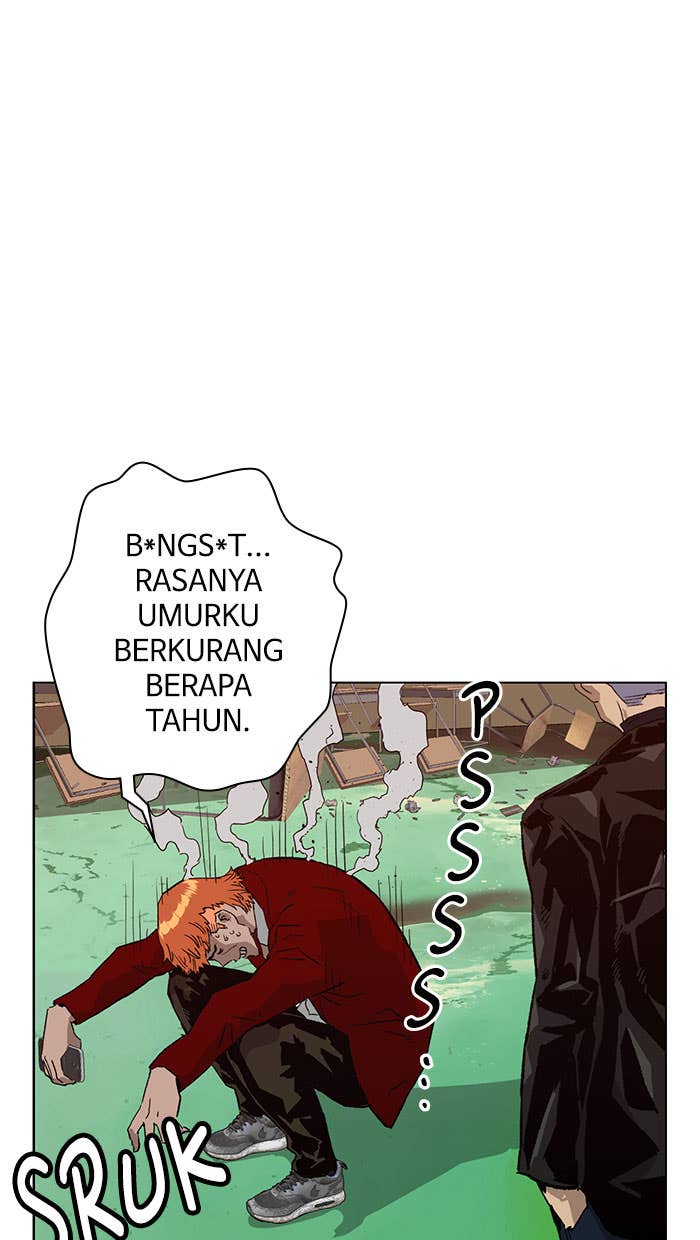 B*NGS*T...
RASANYA
UMURKU
BERKURANG
BERAPA
TAHUN.
PSSSS...
SRUK